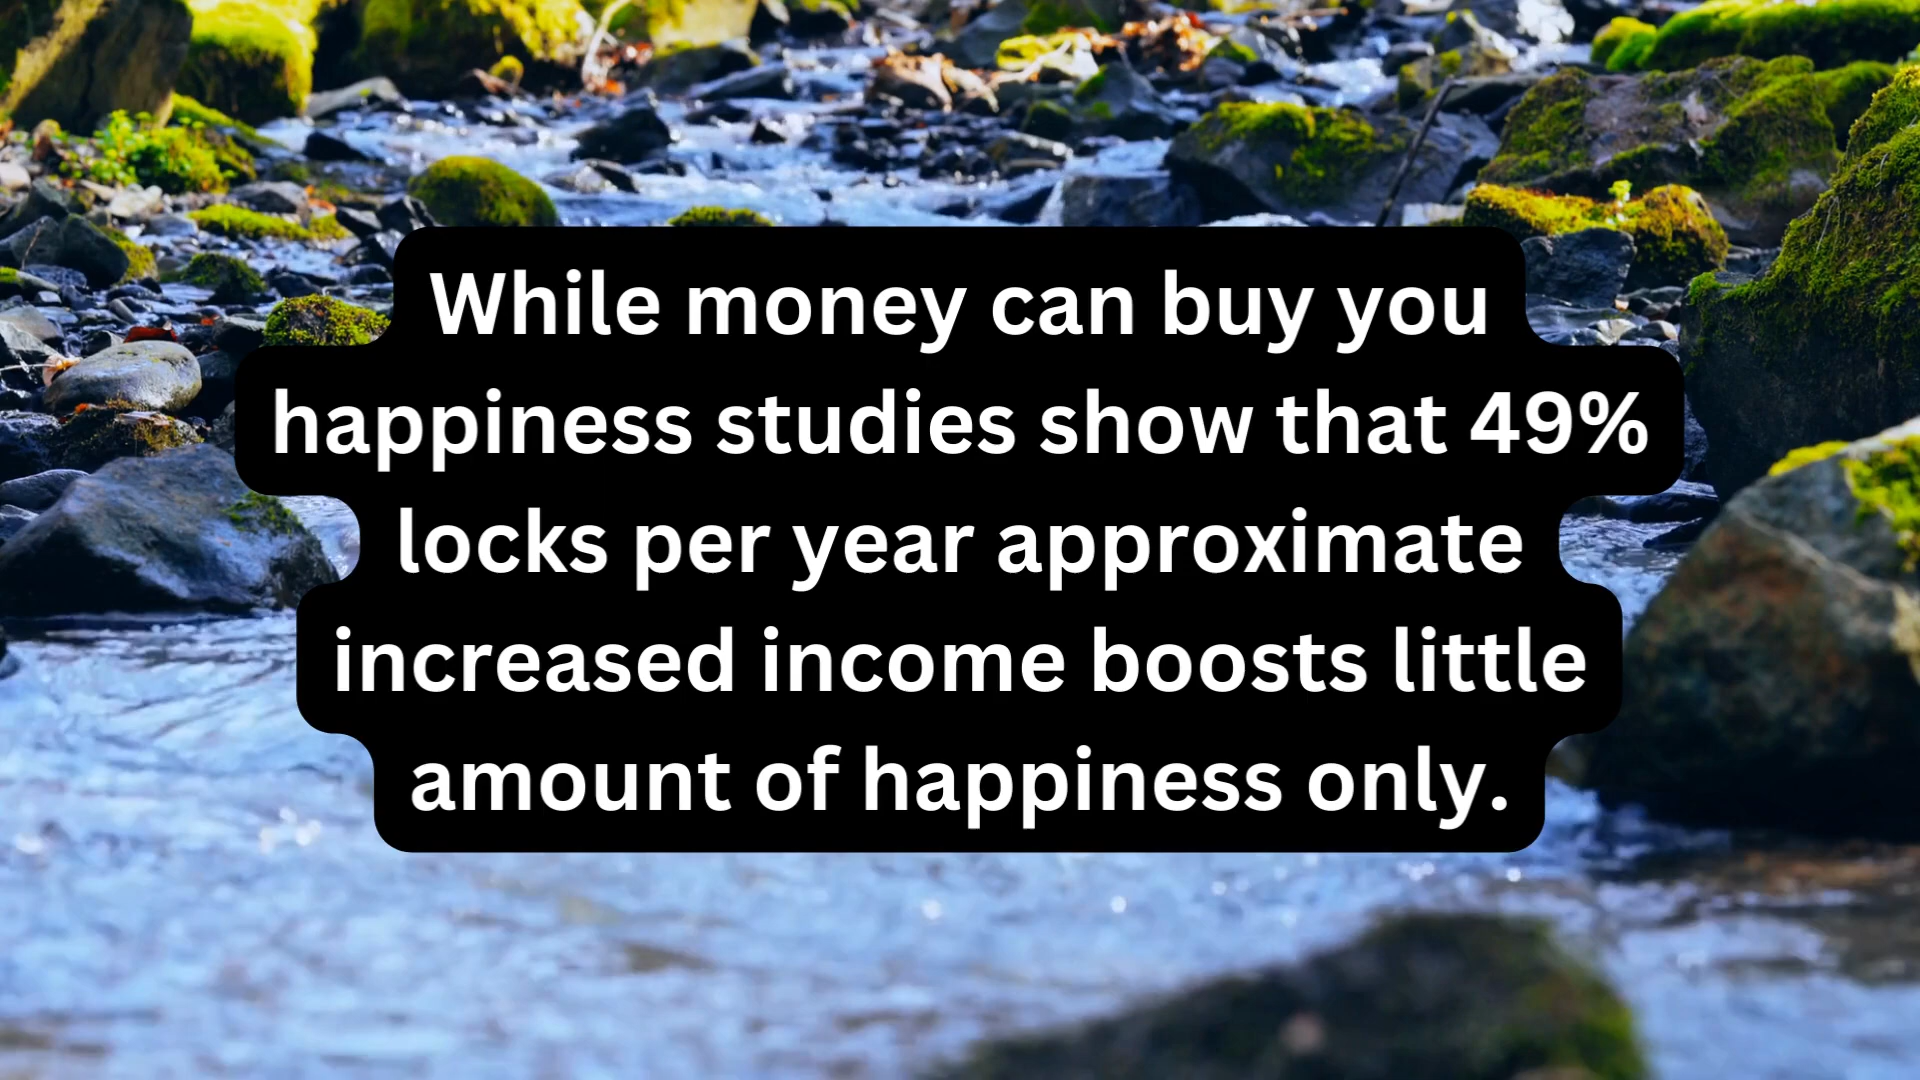 While money can buy you
happiness studies show that 49%
locks per year approximate
increased income boosts little
amount of happiness only.